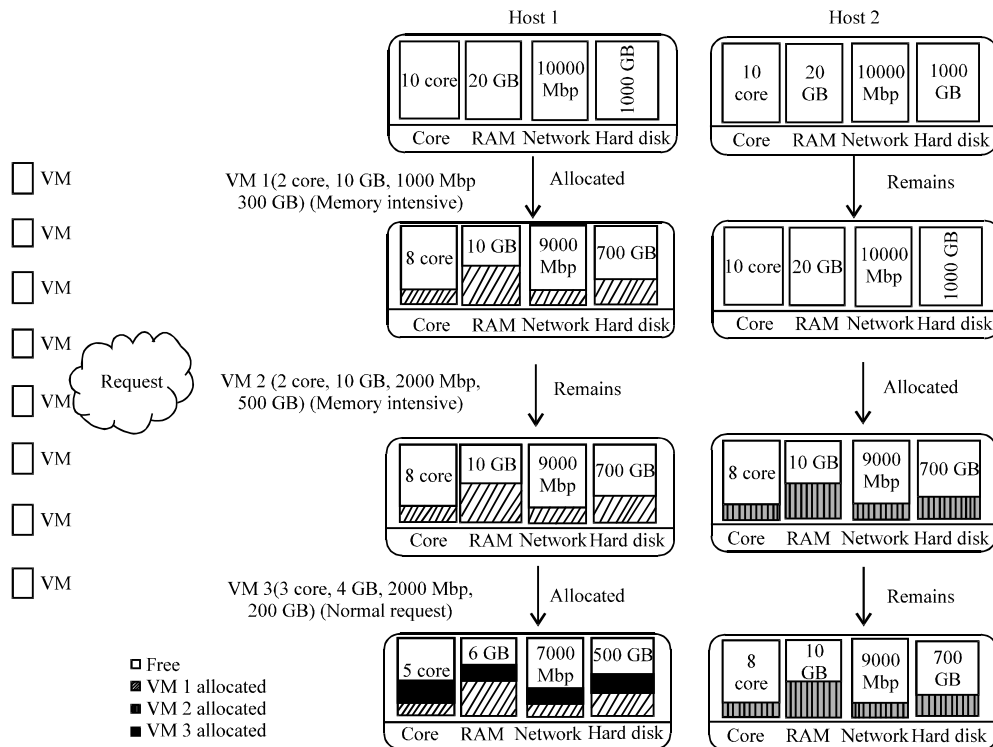 Host 1
Host 2
10 core
20 GB
10000
Mbp
1000 GB
Core
RAM
Network
Hard disk
10
core
20
GB
10000
Mbp
1000
GB
Core
RAM
Network
Hard disk
VM
VM
VM
VM
VM
VM
VM
VM
Request
VM 1(2 core, 10 GB, 1000 Mbp
300 GB) (Memory intensive)
Allocated
Remains
8 core
10 GB
9000
Mbp
700 GB
Core
RAM
Network
Hard disk
10 core
20 GB
10000
Mbp
1000 GB
Core
RAM
Network
Hard disk
VM 2 (2 core, 10 GB, 2000 Mbp,
500 GB) (Memory intensive)
Remains
Allocated
8 core
10 GB
9000
Mbp
700 GB
Core
RAM
Network
Hard disk
8 core
10 GB
9000
Mbp
700 GB
Core
RAM
Network
Hard disk
VM 3(3 core, 4 GB, 2000 Mbp,
200 GB) (Normal request)
Allocated
Remains
5 core
6 GB
7000
Mbp
500 GB
Core
RAM
Network
Hard disk
8
core
10
GB
9000
Mbp
700
GB
Core
RAM
Network
Hard disk
Free
VM 1 allocated
VM 2 allocated
VM 3 allocated